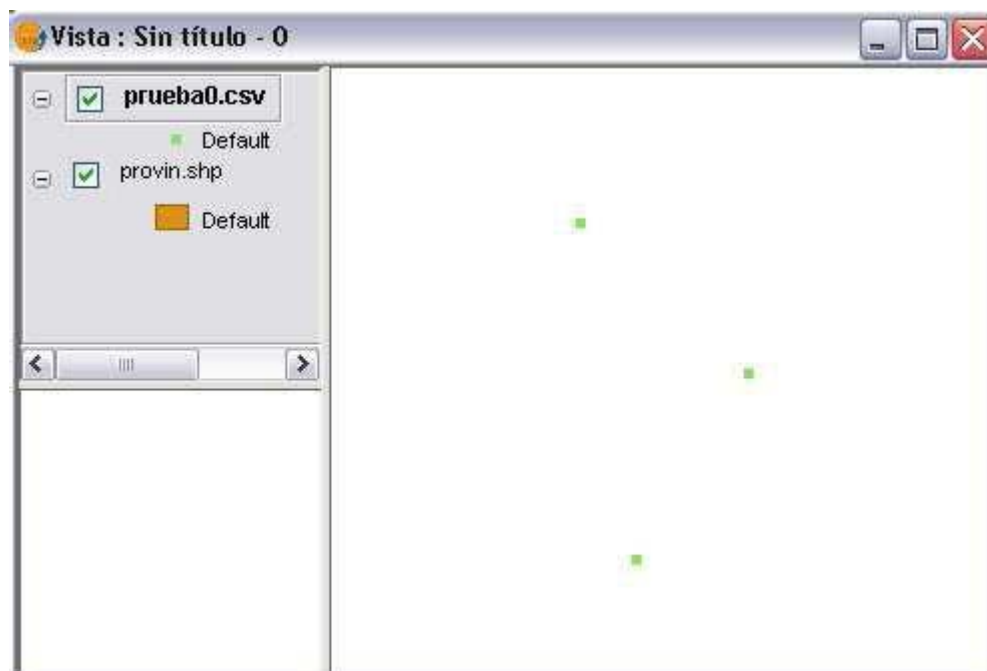 Vista : Sin título - 0
prueba0.csv
Default
provin.shp
Default